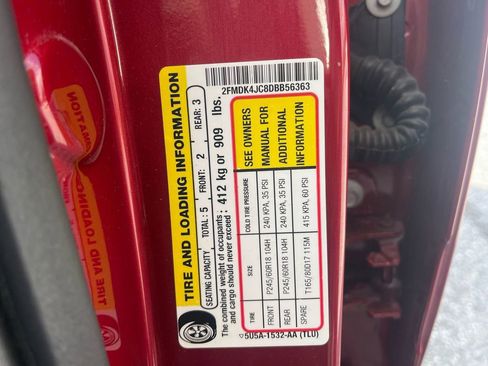 2FMDK4JC8DBB56363
TIRE AND LOADING INFORMATION
SEATING CAPACITY TOTAL: 5 FRONT: 2 REAR: 3
The combined weight of occupants and cargo should never exceed: 412 kg or 909 lbs.
TIRE SIZE COLD TIRE PRESSURE
FRONT P245/60R18 104H 240 KPA, 35 PSI
REAR P245/60R18 104H 240 KPA, 35 PSI
SPARE T165/80D17 115M 415 KPA, 60 PSI
SEE OWNERS
MANUAL FOR
ADDITIONAL
INFORMATION
5U5A-1532-AA (TLU)